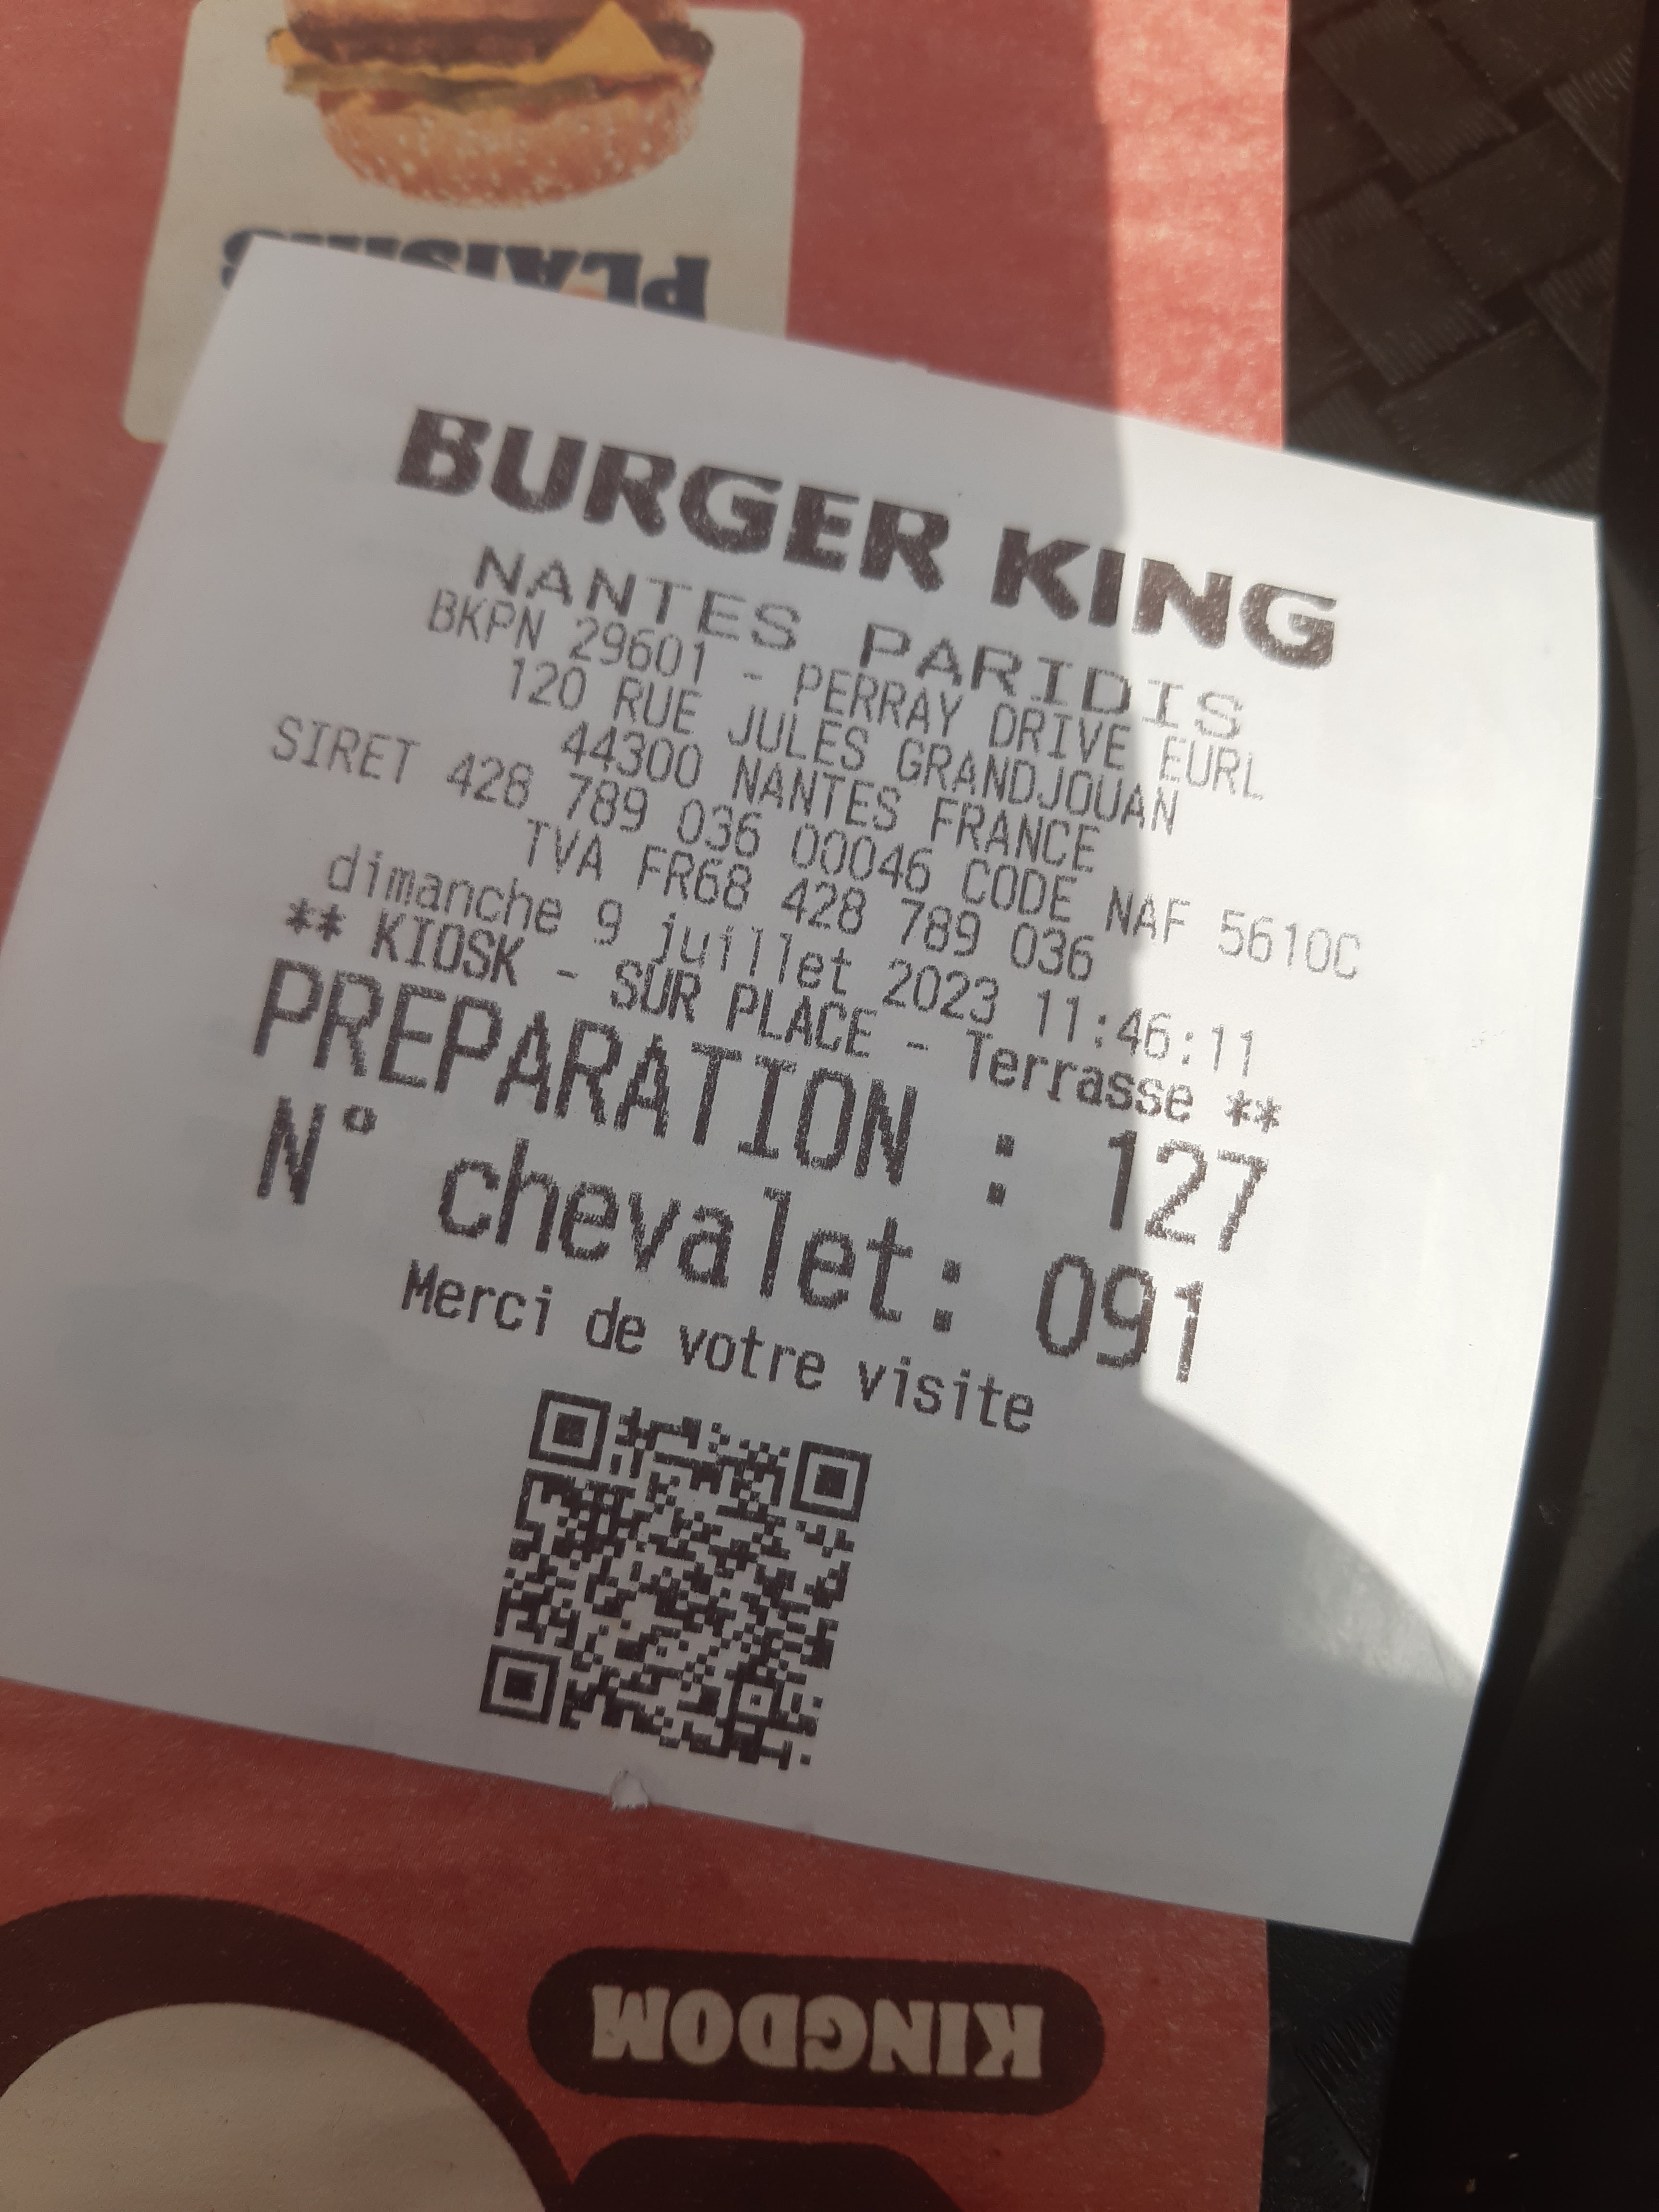 PLAISIRS
BURGER KING
NANTES PARIDIS
BKPN 29601 - PERRAY DRIVE EURL
120 RUE JULES GRANDJOUAN
44300 NANTES FRANCE
SIRET 428 789 036 00046 CODE NAF 5610C
TVA FR68 428 789 036
dimanche 9 juillet 2023 11:46:11
** KIOSK - SUR PLACE - Terrasse **
PREPARATION : 127
N° chevalet: 091
Merci de votre visite
KINGDOM